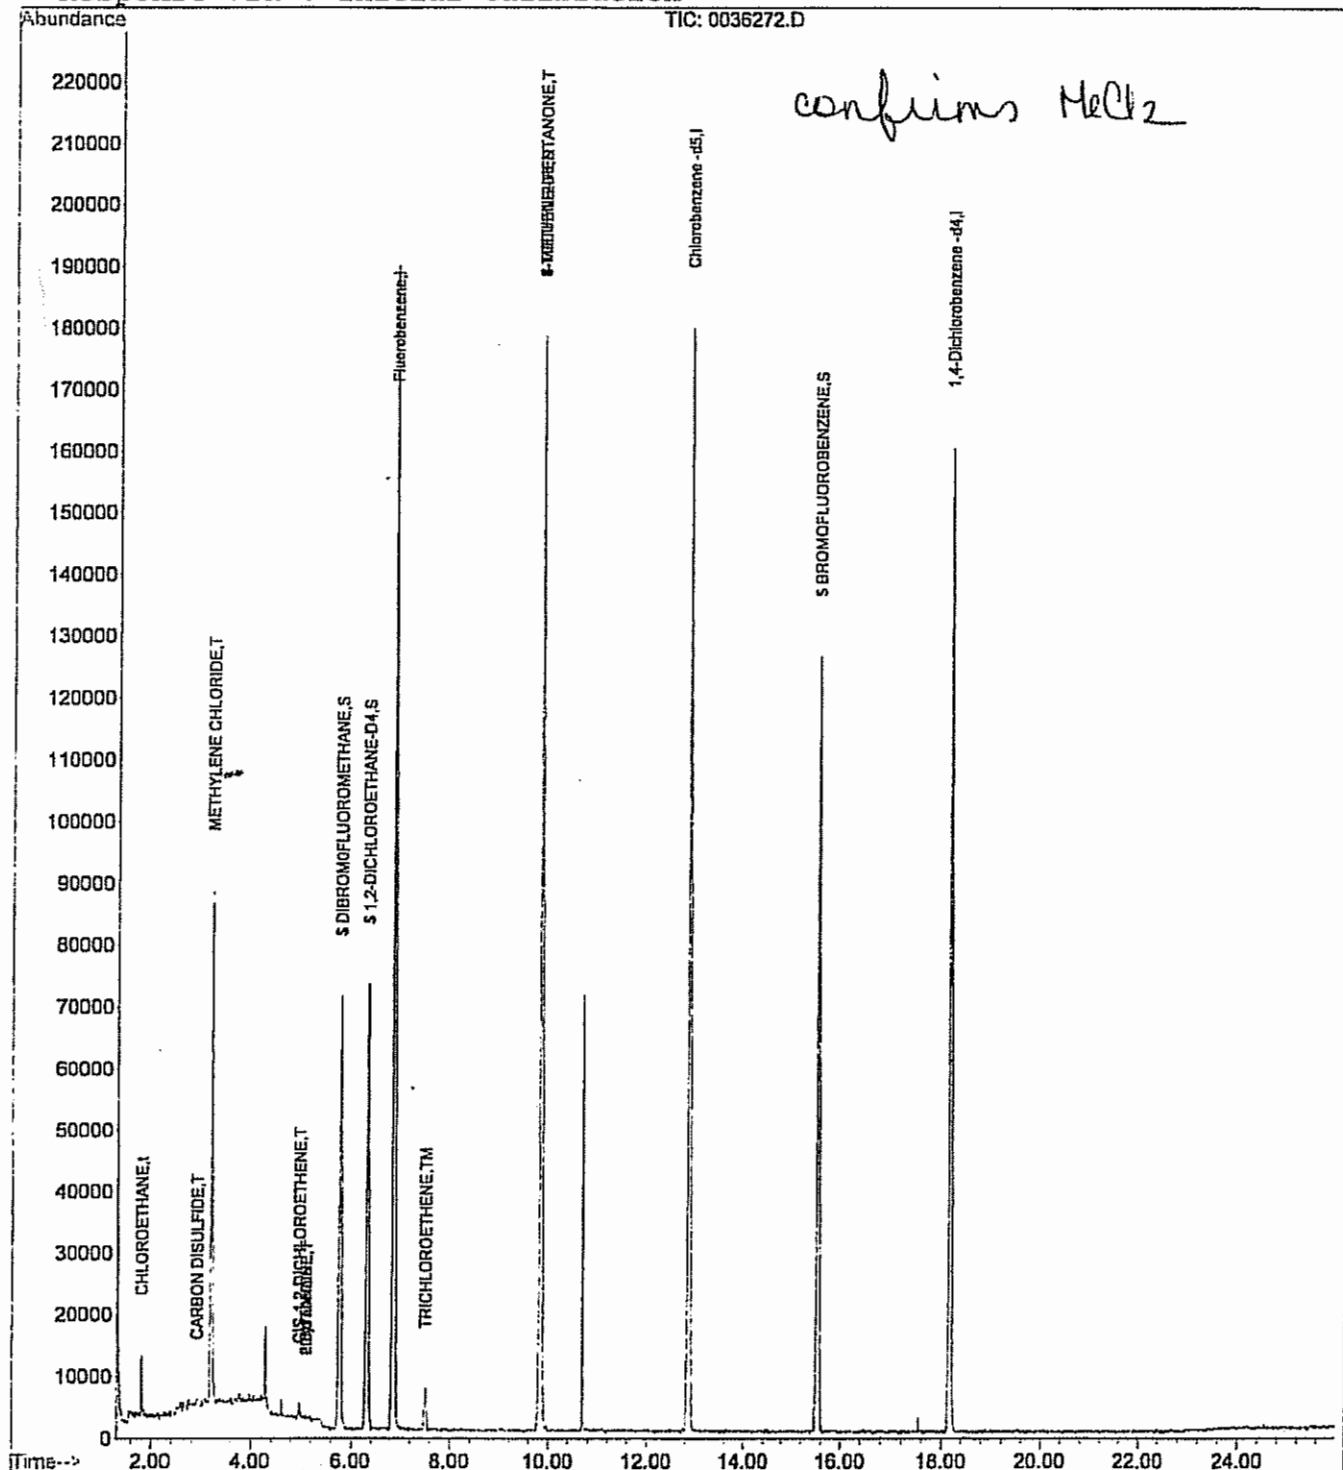 Abundance
TIC: 0036272.D
confirms MeCl2
220000
210000
200000
190000
180000
170000
160000
150000
140000
130000
120000
110000
100000
90000
80000
70000
60000
50000
40000
30000
20000
10000
0
CHLOROETHANE,t
CARBON DISULFIDE,T
METHYLENE CHLORIDE,T
CIS-1,2-DICHLOROETHENE,T
S DIBROMOFLUOROMETHANE,S
S 1,2-DICHLOROETHANE-D4,S
Fluorobenzene,I
TRICHLOROETHENE,TM
Chlorobenzene -d5,I
S BROMOFLUOROBENZENE,S
1,4-Dichlorobenzene -d4,I
Time-->
2.00 4.00 6.00 8.00 10.00 12.00 14.00 16.00 18.00 20.00 22.00 24.00